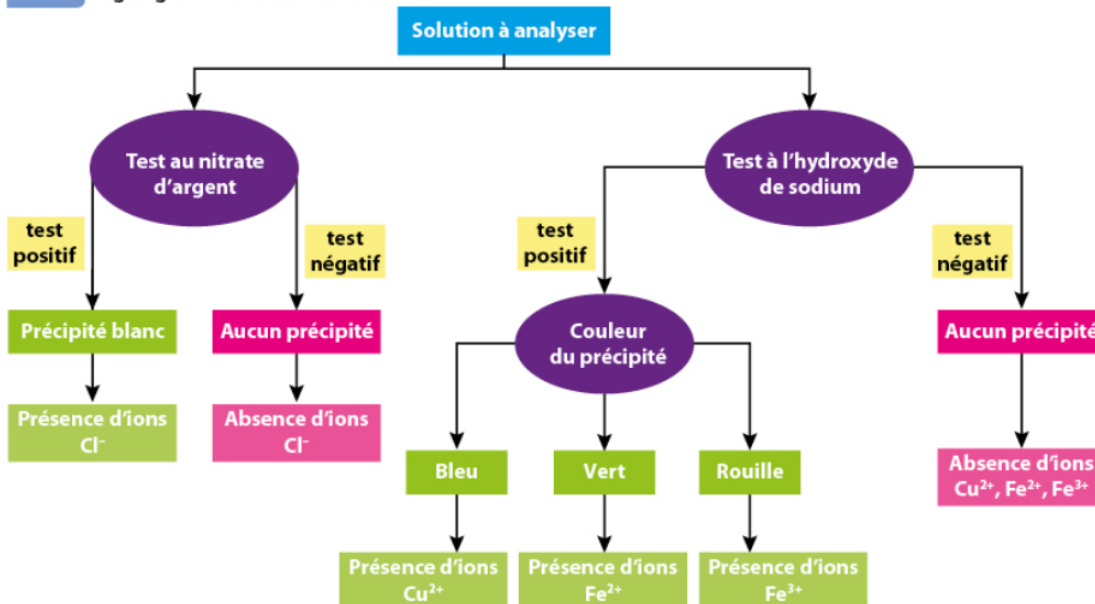 Solution à analyser
Test au nitrate
d'argent
Test à l'hydroxyde
de sodium
test
positif
test
négatif
test
positif
test
négatif
Précipité blanc
Aucun précipité
Couleur
du précipité
Aucun précipité
Présence d'ions
Cl⁻
Absence d'ions
Cl⁻
Bleu
Vert
Rouille
Absence d'ions
Cu²⁺, Fe²⁺, Fe³⁺
Présence d'ions
Cu²⁺
Présence d'ions
Fe²⁺
Présence d'ions
Fe³⁺